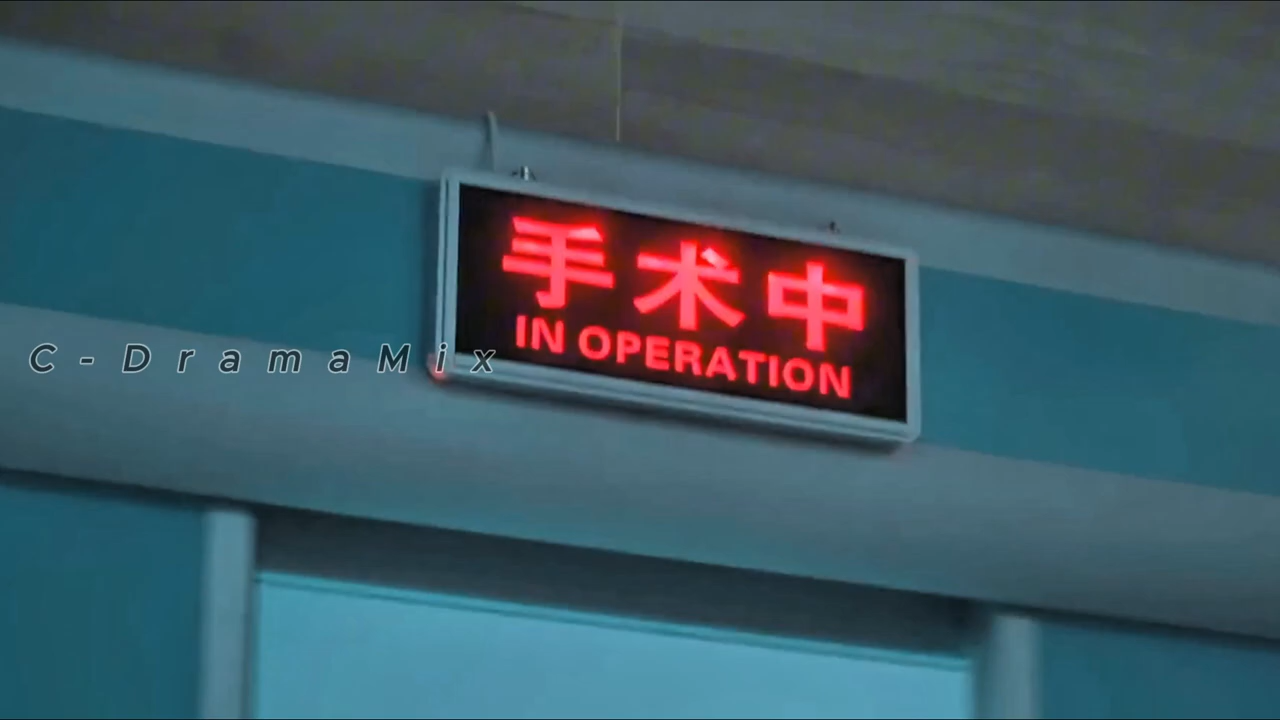 手术中
IN OPERATION
C-DramaMix